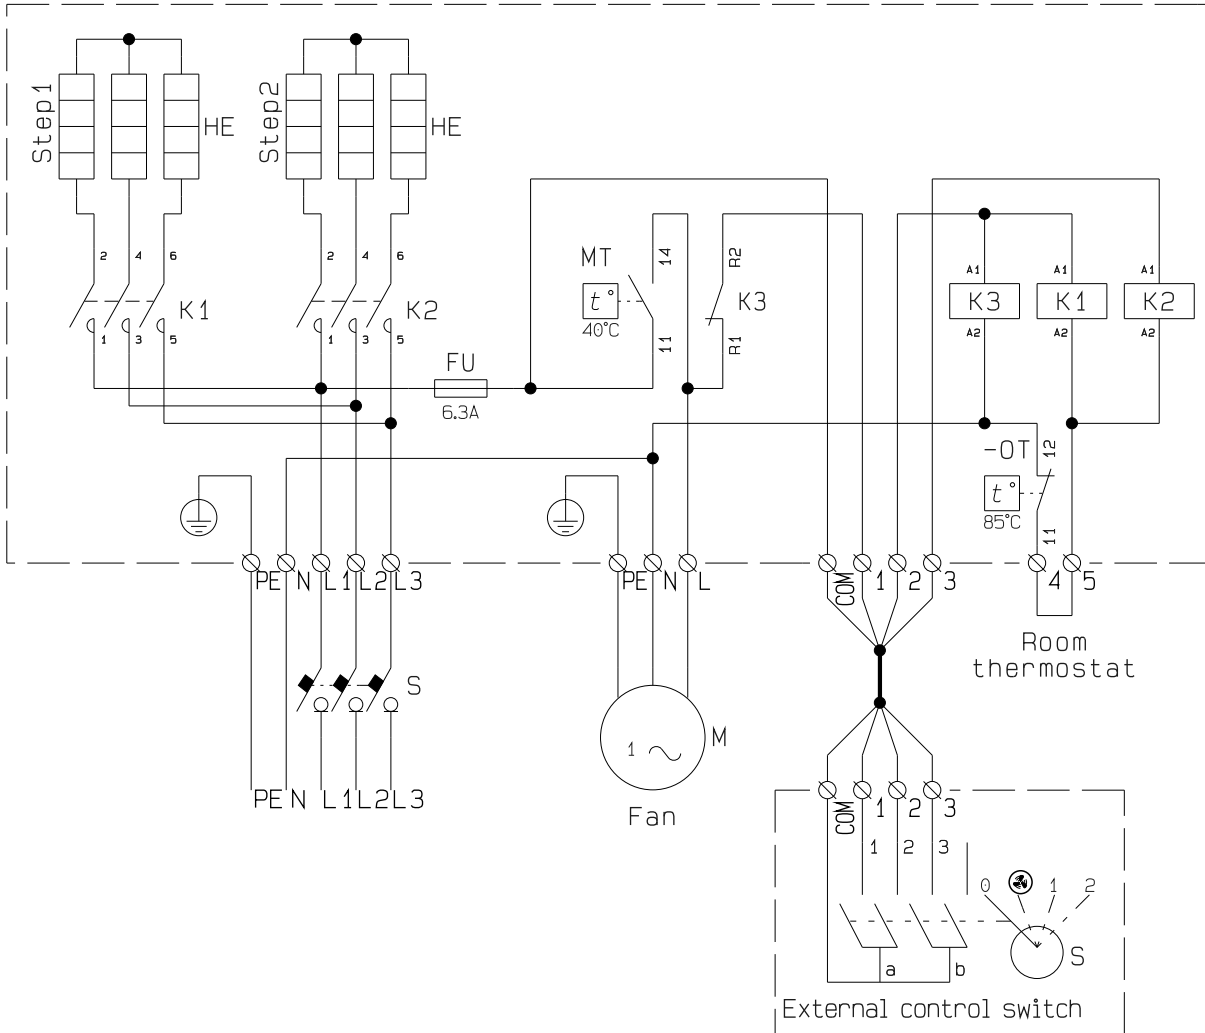 Step1
HE
Step2
HE
2 4 6
K1
1 3 5
2 4 6
K2
1 3 5
FU
6.3A
MT
t°
40°C
14
11
R2
K3
R1
A1 A1 A1
K3 K1 K2
A2 A2 A2
-OT
12
t°
85°C
11
PE N L1 L2 L3
PE N L
COM 1 2 3
4 5
Room
thermostat
S
PE N L1 L2 L3
1
M
Fan
COM 1 2 3
1 2 3
0 1 2
S
a b
External control switch